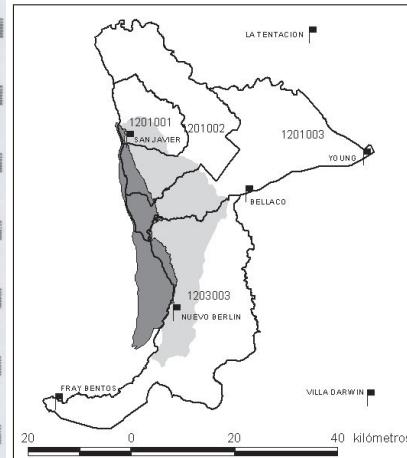 LA TENTACION
1201001
SAN JAVIER
1201002
1201003
YOUNG
BELLACO
1203003
NUEVO BERLIN
FRAY BENTOS
VILLA DARWIN
20 0 20 40 kilómetros